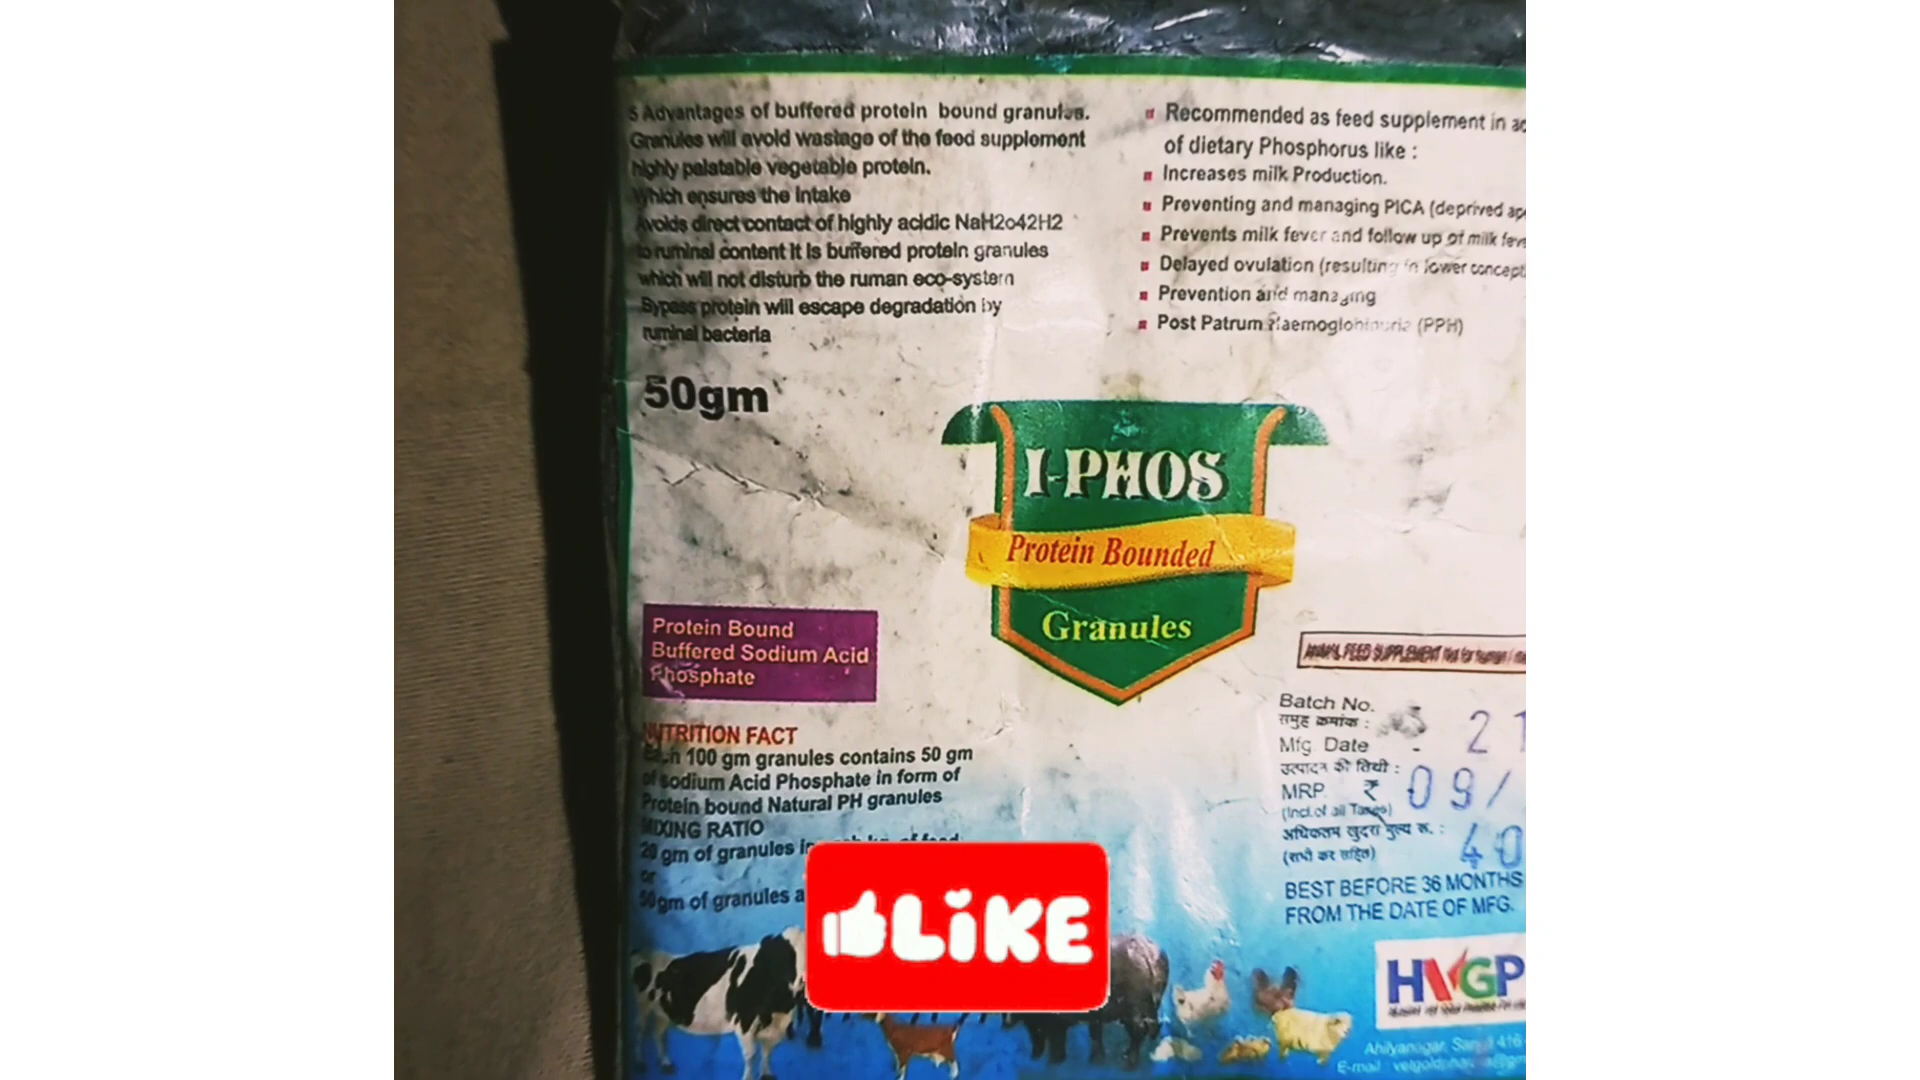 5 Advantages of buffered protein bound granules.
Granules will avoid wastage of the feed supplement
highly palatable vegetable protein.
Which ensures the Intake
Avoids direct contact of highly acidic NaH2o42H2
to ruminal content it is buffered protein granules
which will not disturb the ruman eco-system
Bypass protein will escape degradation by
ruminal bacteria
50gm
Recommended as feed supplement in
of dietary Phosphorus like :
Increases milk Production.
Preventing and managing PICA (deprived
Prevents milk fever and follow up of milk
Delayed ovulation (resulting in lower
Prevention and managing
Post Patrum Haemoglobinuria (PPH)
I-PHOS
Protein Bounded
Granules
Protein Bound
Buffered Sodium Acid
Phosphate
NUTRITION FACT
Each 100 gm granules contains 50 gm
of sodium Acid Phosphate in form of
Protein bound Natural PH granules
MIXING RATIO
20 gm of granules
or
50gm of granules
LiKE
ANIMAL FEED SUPPLEMENT Not for human
Batch No.
समुह क्रमांक :
21
Mfg. Date
उत्पादन की तिथी :
09/
MRP ₹
(Incl.of all Taxes)
अधिकतम खुदरा मुल्य रू. :
(सभी कर सहित)
40
BEST BEFORE 36 MONTHS
FROM THE DATE OF MFG.
HVGP
Ahilyanagar,
E-mail